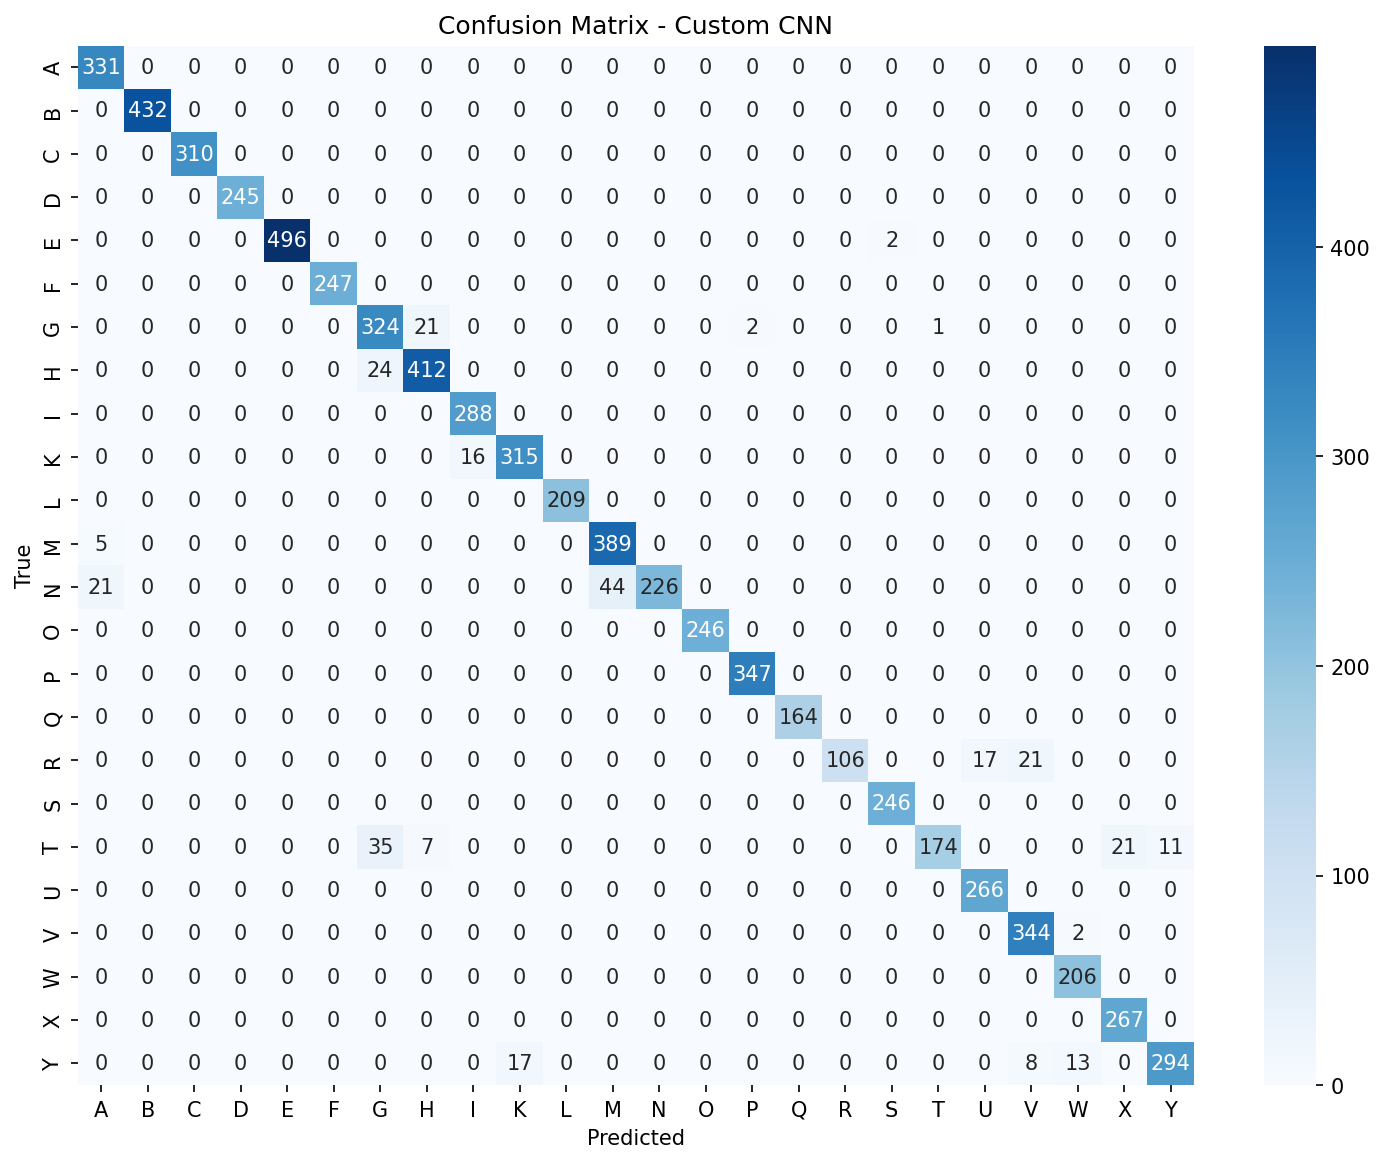 Confusion Matrix - Custom CNN
A 331 0 0 0 0 0 0 0 0 0 0 0 0 0 0 0 0 0 0 0 0 0 0 0
B 0 432 0 0 0 0 0 0 0 0 0 0 0 0 0 0 0 0 0 0 0 0 0 0
C 0 0 310 0 0 0 0 0 0 0 0 0 0 0 0 0 0 0 0 0 0 0 0 0
D 0 0 0 245 0 0 0 0 0 0 0 0 0 0 0 0 0 0 0 0 0 0 0 0
E 0 0 0 0 496 0 0 0 0 0 0 0 0 0 0 0 0 2 0 0 0 0 0 0 400
F 0 0 0 0 0 247 0 0 0 0 0 0 0 0 0 0 0 0 0 0 0 0 0 0
G 0 0 0 0 0 0 324 21 0 0 0 0 0 0 2 0 0 0 1 0 0 0 0 0
H 0 0 0 0 0 0 24 412 0 0 0 0 0 0 0 0 0 0 0 0 0 0 0 0
I 0 0 0 0 0 0 0 0 288 0 0 0 0 0 0 0 0 0 0 0 0 0 0 0
K 0 0 0 0 0 0 0 0 16 315 0 0 0 0 0 0 0 0 0 0 0 0 0 0 300
L 0 0 0 0 0 0 0 0 0 0 209 0 0 0 0 0 0 0 0 0 0 0 0 0
M 5 0 0 0 0 0 0 0 0 0 0 389 0 0 0 0 0 0 0 0 0 0 0 0
True
N 21 0 0 0 0 0 0 0 0 0 0 44 226 0 0 0 0 0 0 0 0 0 0 0
O 0 0 0 0 0 0 0 0 0 0 0 0 0 246 0 0 0 0 0 0 0 0 0 0
P 0 0 0 0 0 0 0 0 0 0 0 0 0 0 347 0 0 0 0 0 0 0 0 0 200
Q 0 0 0 0 0 0 0 0 0 0 0 0 0 0 0 164 0 0 0 0 0 0 0 0
R 0 0 0 0 0 0 0 0 0 0 0 0 0 0 0 0 106 0 0 17 21 0 0 0
S 0 0 0 0 0 0 0 0 0 0 0 0 0 0 0 0 0 246 0 0 0 0 0 0
T 0 0 0 0 0 0 35 7 0 0 0 0 0 0 0 0 0 0 174 0 0 0 21 11
U 0 0 0 0 0 0 0 0 0 0 0 0 0 0 0 0 0 0 0 266 0 0 0 0 100
V 0 0 0 0 0 0 0 0 0 0 0 0 0 0 0 0 0 0 0 0 344 2 0 0
W 0 0 0 0 0 0 0 0 0 0 0 0 0 0 0 0 0 0 0 0 0 206 0 0
X 0 0 0 0 0 0 0 0 0 0 0 0 0 0 0 0 0 0 0 0 0 0 267 0
Y 0 0 0 0 0 0 0 0 0 17 0 0 0 0 0 0 0 0 0 0 8 13 0 294 0
A B C D E F G H I K L M N O P Q R S T U V W X Y
Predicted